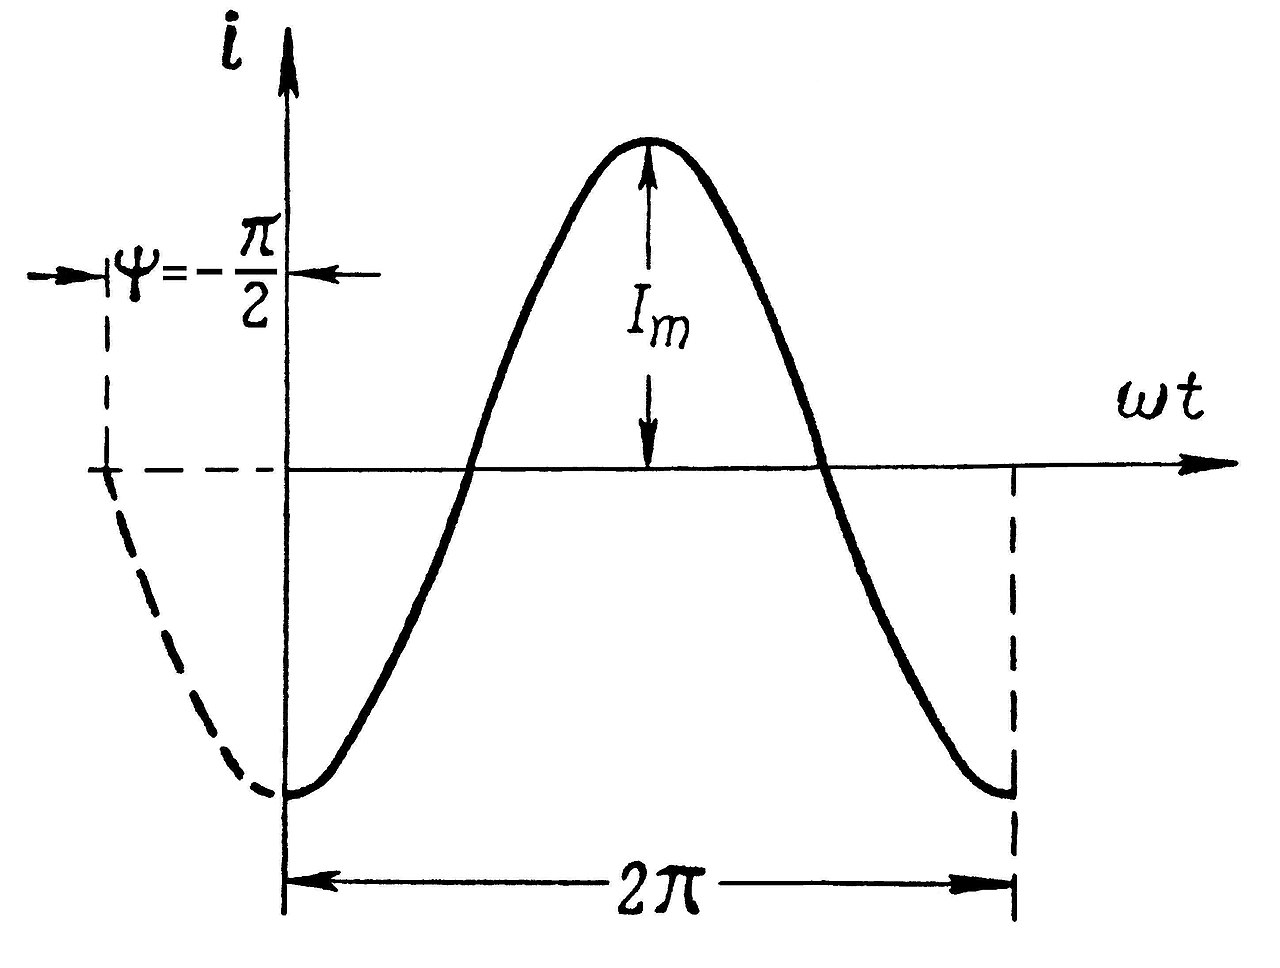 i
ψ = - π/2
I_m
ωt
2π